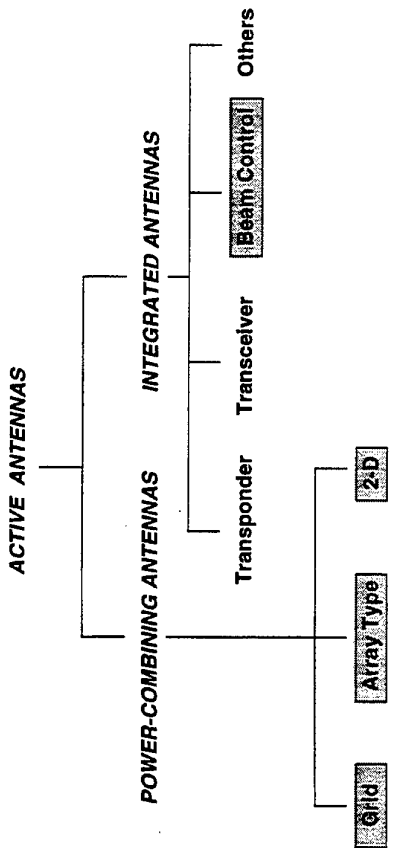 ACTIVE ANTENNAS
POWER-COMBINING ANTENNAS
INTEGRATED ANTENNAS
Transponder
Transceiver
Beam Control
Others
Grid
Array Type
2-D